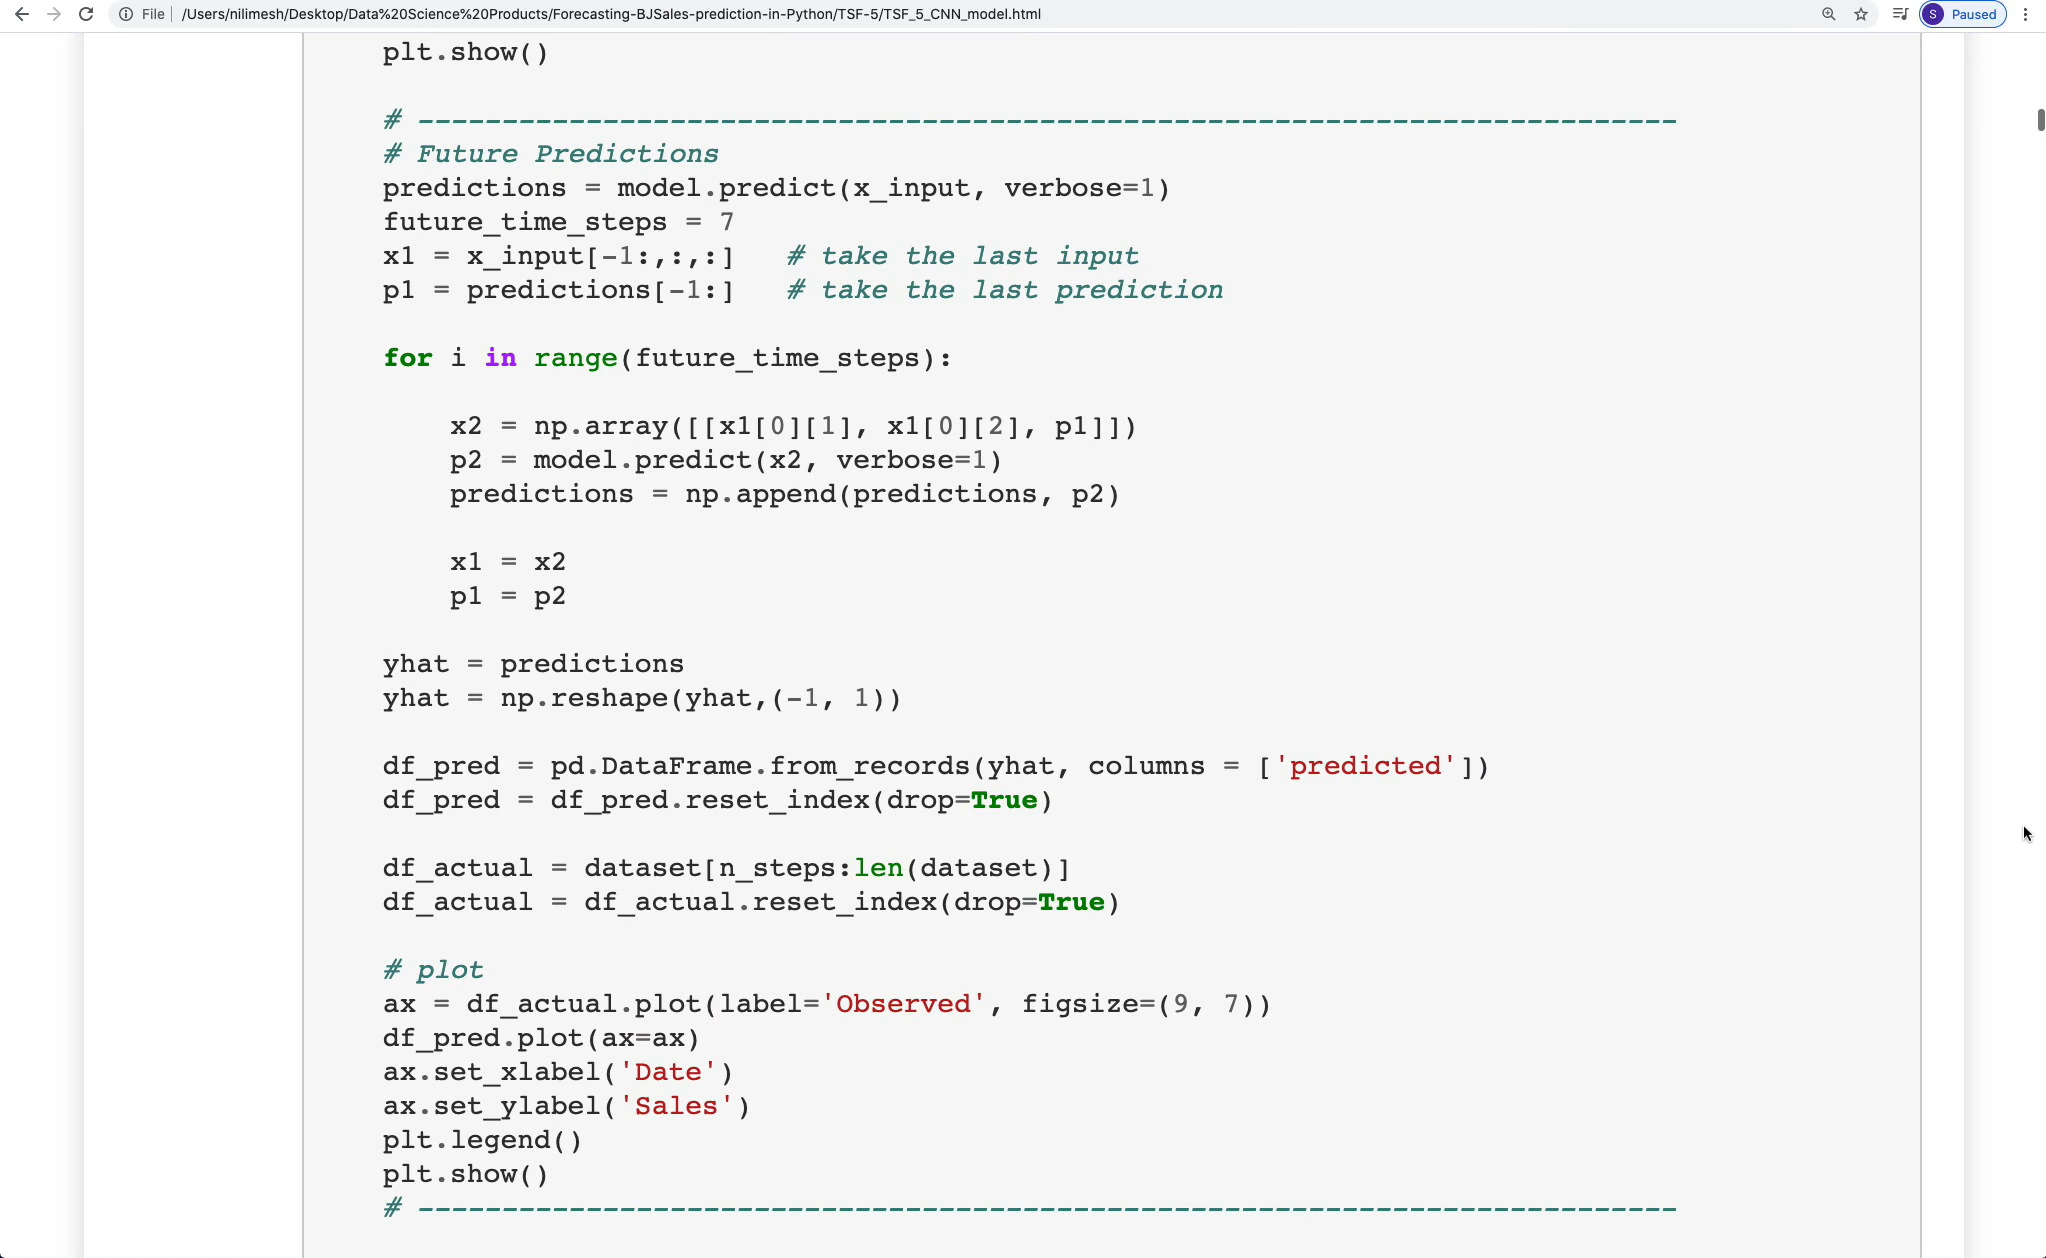 File /Users/nilimesh/Desktop/Data%20Science%20Products/Forecasting-BJSales-prediction-in-Python/TSF-5/TSF_5_CNN_model.html S Paused
plt.show()
# ---------------------------------------------------------------------------
# Future Predictions
predictions = model.predict(x_input, verbose=1)
future_time_steps = 7
x1 = x_input[-1:,:,:]   # take the last input
p1 = predictions[-1:]   # take the last prediction
for i in range(future_time_steps):
    x2 = np.array([[x1[0][1], x1[0][2], p1]])
    p2 = model.predict(x2, verbose=1)
    predictions = np.append(predictions, p2)
    x1 = x2
    p1 = p2
yhat = predictions
yhat = np.reshape(yhat,(-1, 1))
df_pred = pd.DataFrame.from_records(yhat, columns = ['predicted'])
df_pred = df_pred.reset_index(drop=True)
df_actual = dataset[n_steps:len(dataset)]
df_actual = df_actual.reset_index(drop=True)
# plot
ax = df_actual.plot(label='Observed', figsize=(9, 7))
df_pred.plot(ax=ax)
ax.set_xlabel('Date')
ax.set_ylabel('Sales')
plt.legend()
plt.show()
# ---------------------------------------------------------------------------